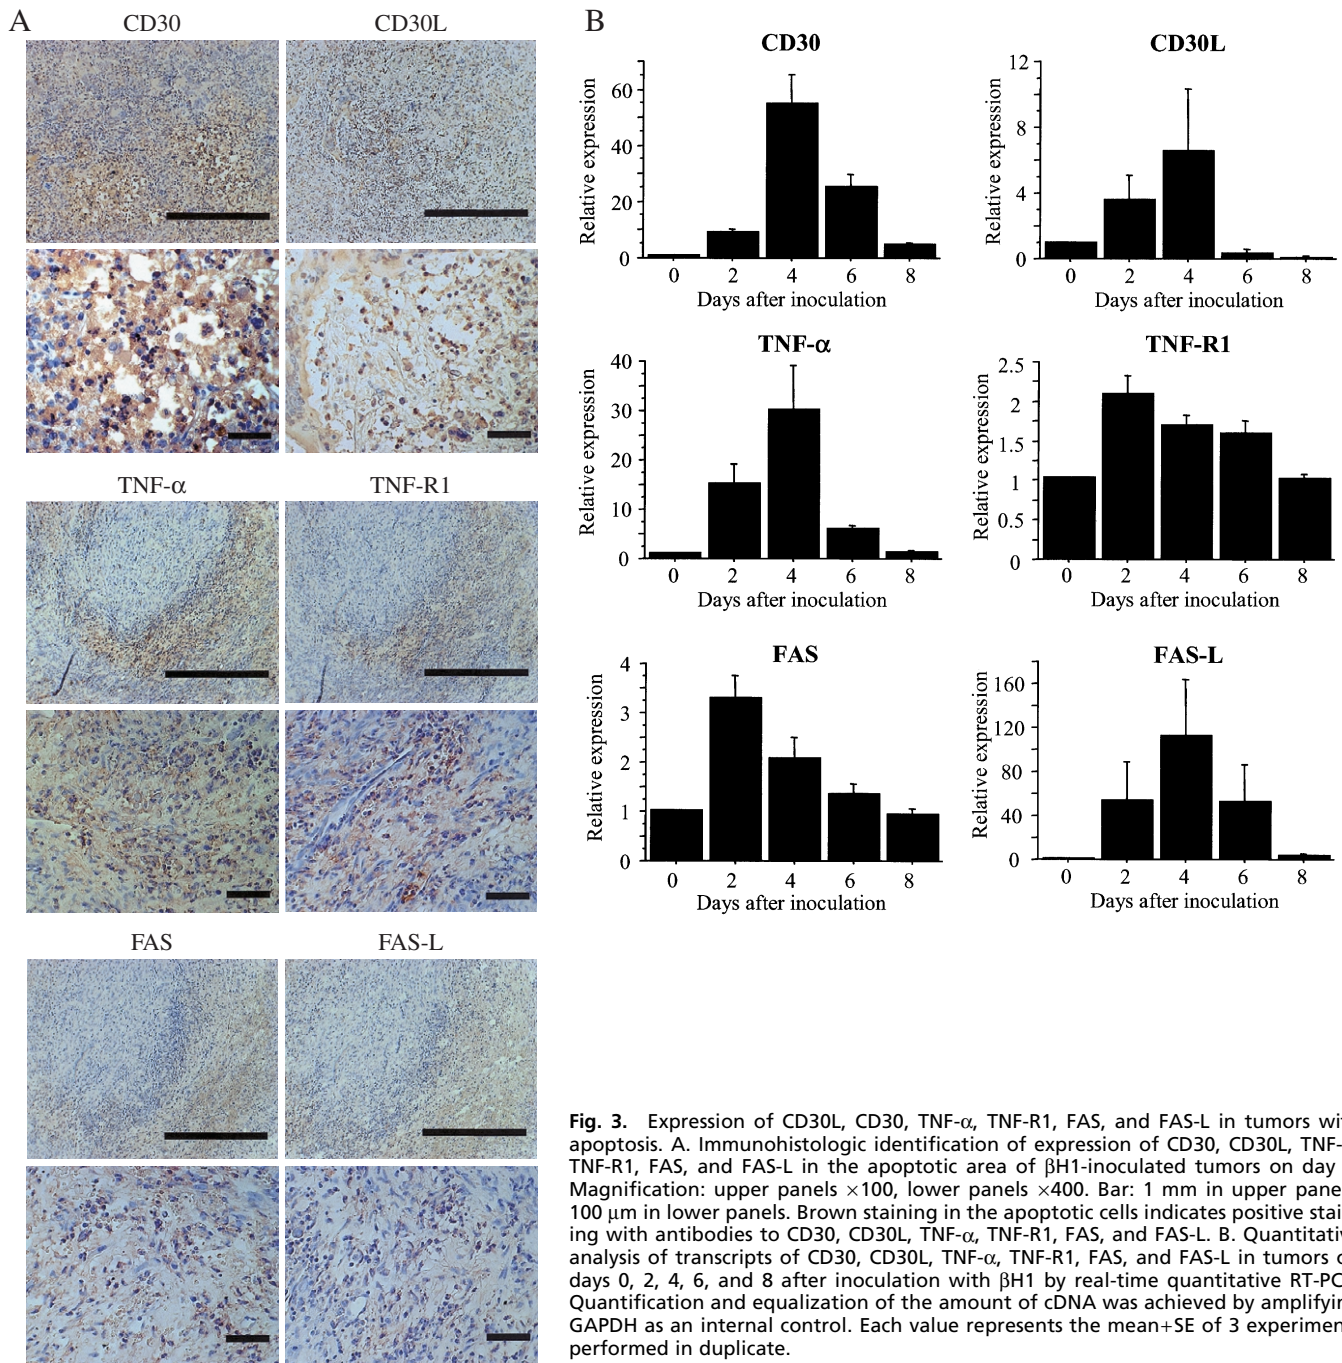 A
CD30
CD30L
TNF-α
TNF-R1
FAS
FAS-L
B
CD30
Relative expression
60
40
20
0
0 2 4 6 8
Days after inoculation
CD30L
Relative expression
12
8
4
0
0 2 4 6 8
Days after inoculation
TNF-α
Relative expression
40
30
20
10
0
0 2 4 6 8
Days after inoculation
TNF-R1
Relative expression
2.5
2
1.5
1
0.5
0
0 2 4 6 8
Days after inoculation
FAS
Relative expression
4
3
2
1
0
0 2 4 6 8
Days after inoculation
FAS-L
Relative expression
160
120
80
40
0
0 2 4 6 8
Days after inoculation
Fig. 3. Expression of CD30L, CD30, TNF-α, TNF-R1, FAS, and FAS-L in tumors wit
apoptosis. A. Immunohistologic identification of expression of CD30, CD30L, TNF-
TNF-R1, FAS, and FAS-L in the apoptotic area of βH1-inoculated tumors on day
Magnification: upper panels ×100, lower panels ×400. Bar: 1 mm in upper pane
100 μm in lower panels. Brown staining in the apoptotic cells indicates positive stai
ing with antibodies to CD30, CD30L, TNF-α, TNF-R1, FAS, and FAS-L. B. Quantitativ
analysis of transcripts of CD30, CD30L, TNF-α, TNF-R1, FAS, and FAS-L in tumors o
days 0, 2, 4, 6, and 8 after inoculation with βH1 by real-time quantitative RT-PC
Quantification and equalization of the amount of cDNA was achieved by amplifyin
GAPDH as an internal control. Each value represents the mean+SE of 3 experimen
performed in duplicate.